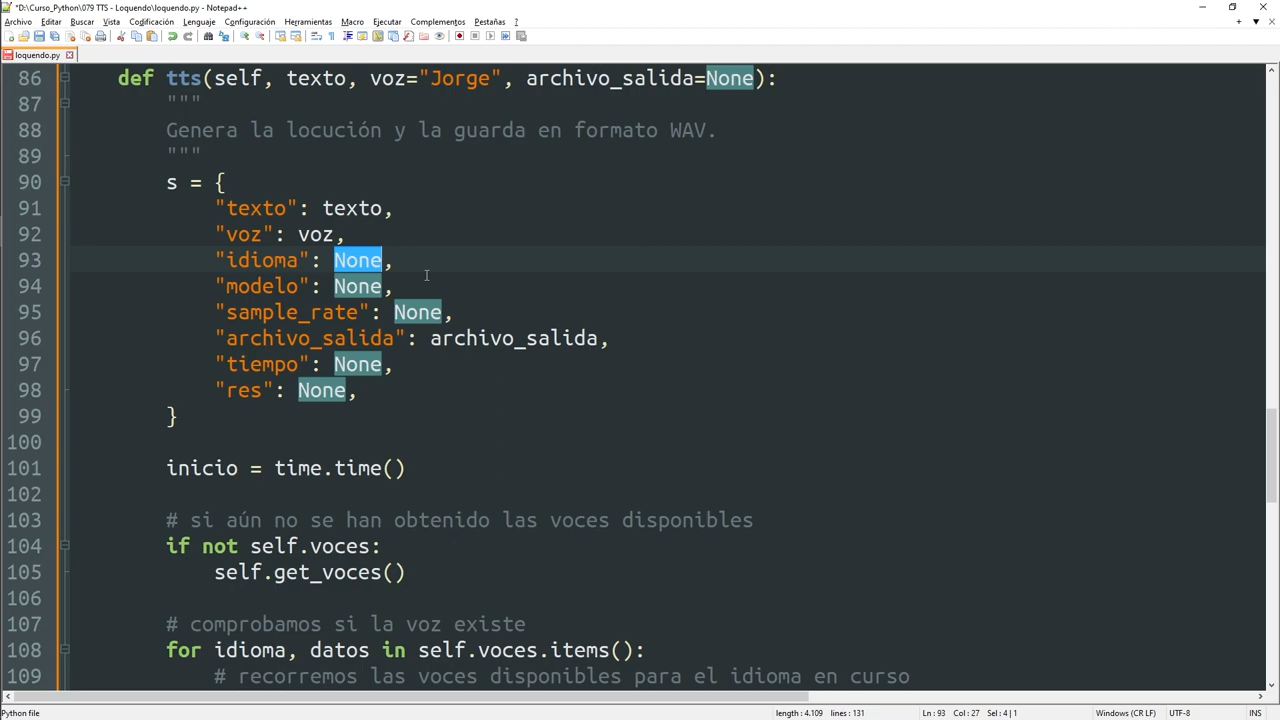 *D:\Curso_Python\079 TTS - Loquendo\loquendo.py - Notepad++
Archivo Editar Buscar Vista Codificación Lenguaje Configuración Herramientas Macro Ejecutar Complementos Pestañas ?
loquendo.py
86 def tts(self, texto, voz="Jorge", archivo_salida=None):
87 """
88 Genera la locución y la guarda en formato WAV.
89 """
90 s = {
91 "texto": texto,
92 "voz": voz,
93 "idioma": None,
94 "modelo": None,
95 "sample_rate": None,
96 "archivo_salida": archivo_salida,
97 "tiempo": None,
98 "res": None,
99 }
100
101 inicio = time.time()
102
103 # si aún no se han obtenido las voces disponibles
104 if not self.voces:
105 self.get_voces()
106
107 # comprobamos si la voz existe
108 for idioma, datos in self.voces.items():
109 # recorremos las voces disponibles para el idioma en curso
Python file length : 4.109 lines : 131 Ln : 93 Col : 27 Sel : 4 | 1 Windows (CR LF) UTF-8 INS